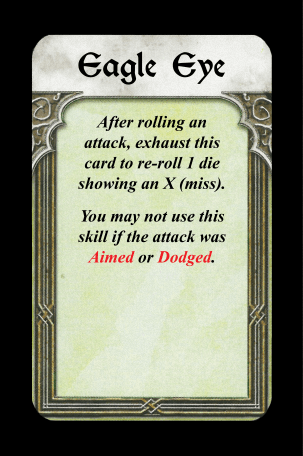 Eagle Eye
After rolling an
attack, exhaust this
card to re-roll 1 die
showing an X (miss).
You may not use this
skill if the attack was
Aimed or Dodged.